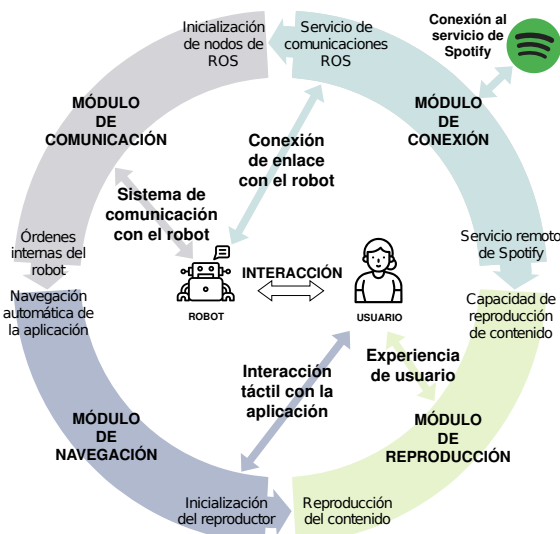 Inicialización
de nodos de
ROS
Servicio de
comunicaciones
ROS
Conexión al
servicio de
Spotify
MÓDULO
DE
COMUNICACIÓN
MÓDULO
DE
CONEXIÓN
Conexión
de enlace
con el robot
Sistema de
comunicación
con el robot
Órdenes
internas del
robot
Servicio remoto
de Spotify
INTERACCIÓN
ROBOT
USUARIO
Navegación
automática de
la aplicación
Capacidad de
reproducción
de contenido
Interacción
táctil con la
aplicación
Experiencia
de usuario
MÓDULO
DE
NAVEGACIÓN
MÓDULO
DE
REPRODUCCIÓN
Inicialización
del reproductor
Reproducción
del contenido